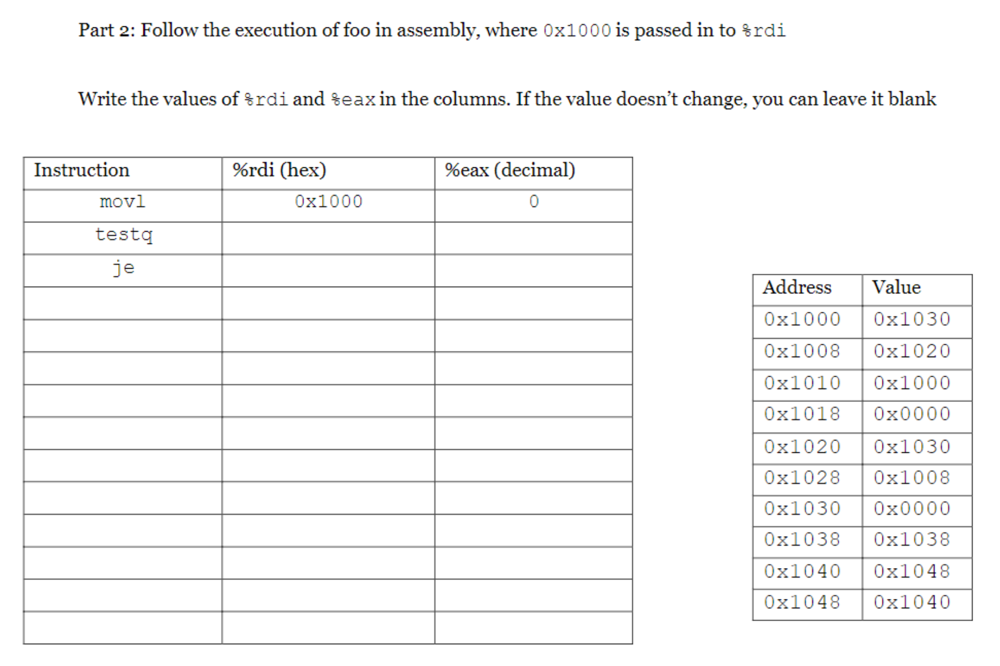 Part 2: Follow the execution of foo in assembly, where 0x1000 is passed in to %rdi
Write the values of %rdi and %eax in the columns. If the value doesn’t change, you can leave it blank
Instruction %rdi (hex) %eax (decimal)
movl 0x1000 0
testq
je
Address Value
0x1000 0x1030
0x1008 0x1020
0x1010 0x1000
0x1018 0x0000
0x1020 0x1030
0x1028 0x1008
0x1030 0x0000
0x1038 0x1038
0x1040 0x1048
0x1048 0x1040